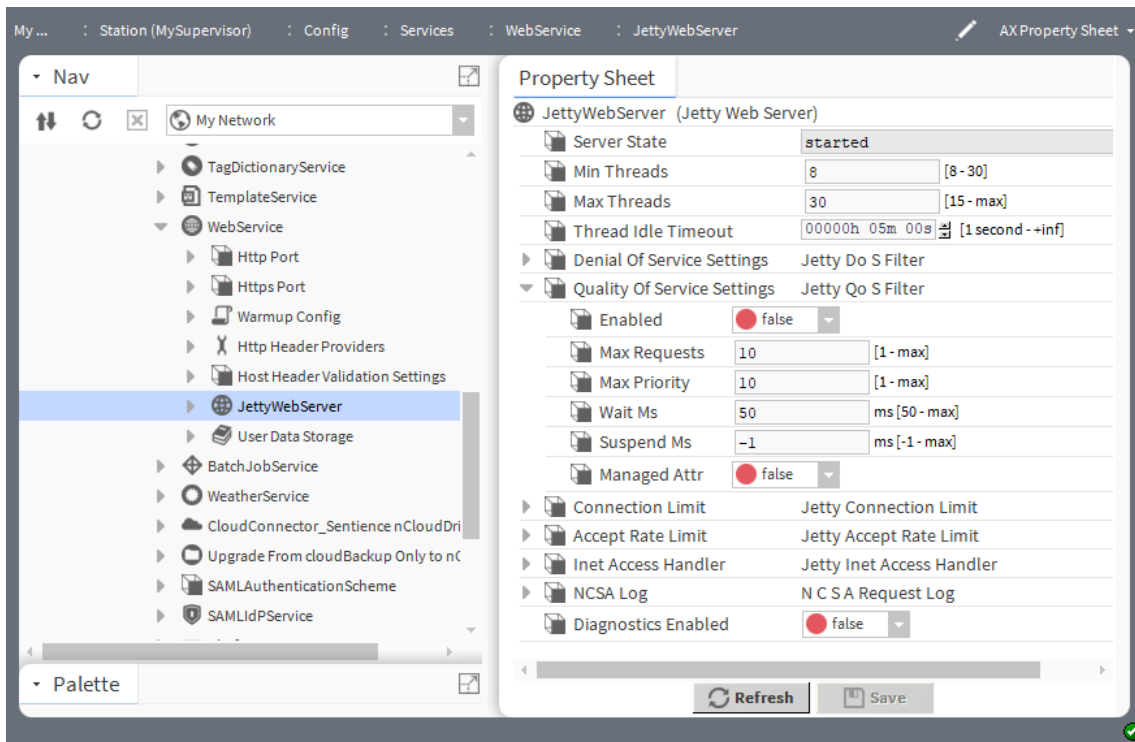 My ... : Station (MySupervisor) : Config : Services : WebService : JettyWebServer AX Property Sheet
Nav
My Network
TagDictionaryService
TemplateService
WebService
Http Port
Https Port
Warmup Config
Http Header Providers
Host Header Validation Settings
JettyWebServer
User Data Storage
BatchJobService
WeatherService
CloudConnector_Sentience nCloudDri
Upgrade From cloudBackup Only to nC
SAMLAuthenticationScheme
SAMLIdPService
Palette
Property Sheet
JettyWebServer (Jetty Web Server)
Server State started
Min Threads 8 [8 - 30]
Max Threads 30 [15 - max]
Thread Idle Timeout 00000h 05m 00s [1 second - +inf]
Denial Of Service Settings Jetty Do S Filter
Quality Of Service Settings Jetty Qo S Filter
Enabled false
Max Requests 10 [1 - max]
Max Priority 10 [1 - max]
Wait Ms 50 ms [50 - max]
Suspend Ms -1 ms [-1 - max]
Managed Attr false
Connection Limit Jetty Connection Limit
Accept Rate Limit Jetty Accept Rate Limit
Inet Access Handler Jetty Inet Access Handler
NCSA Log N C S A Request Log
Diagnostics Enabled false
Refresh Save